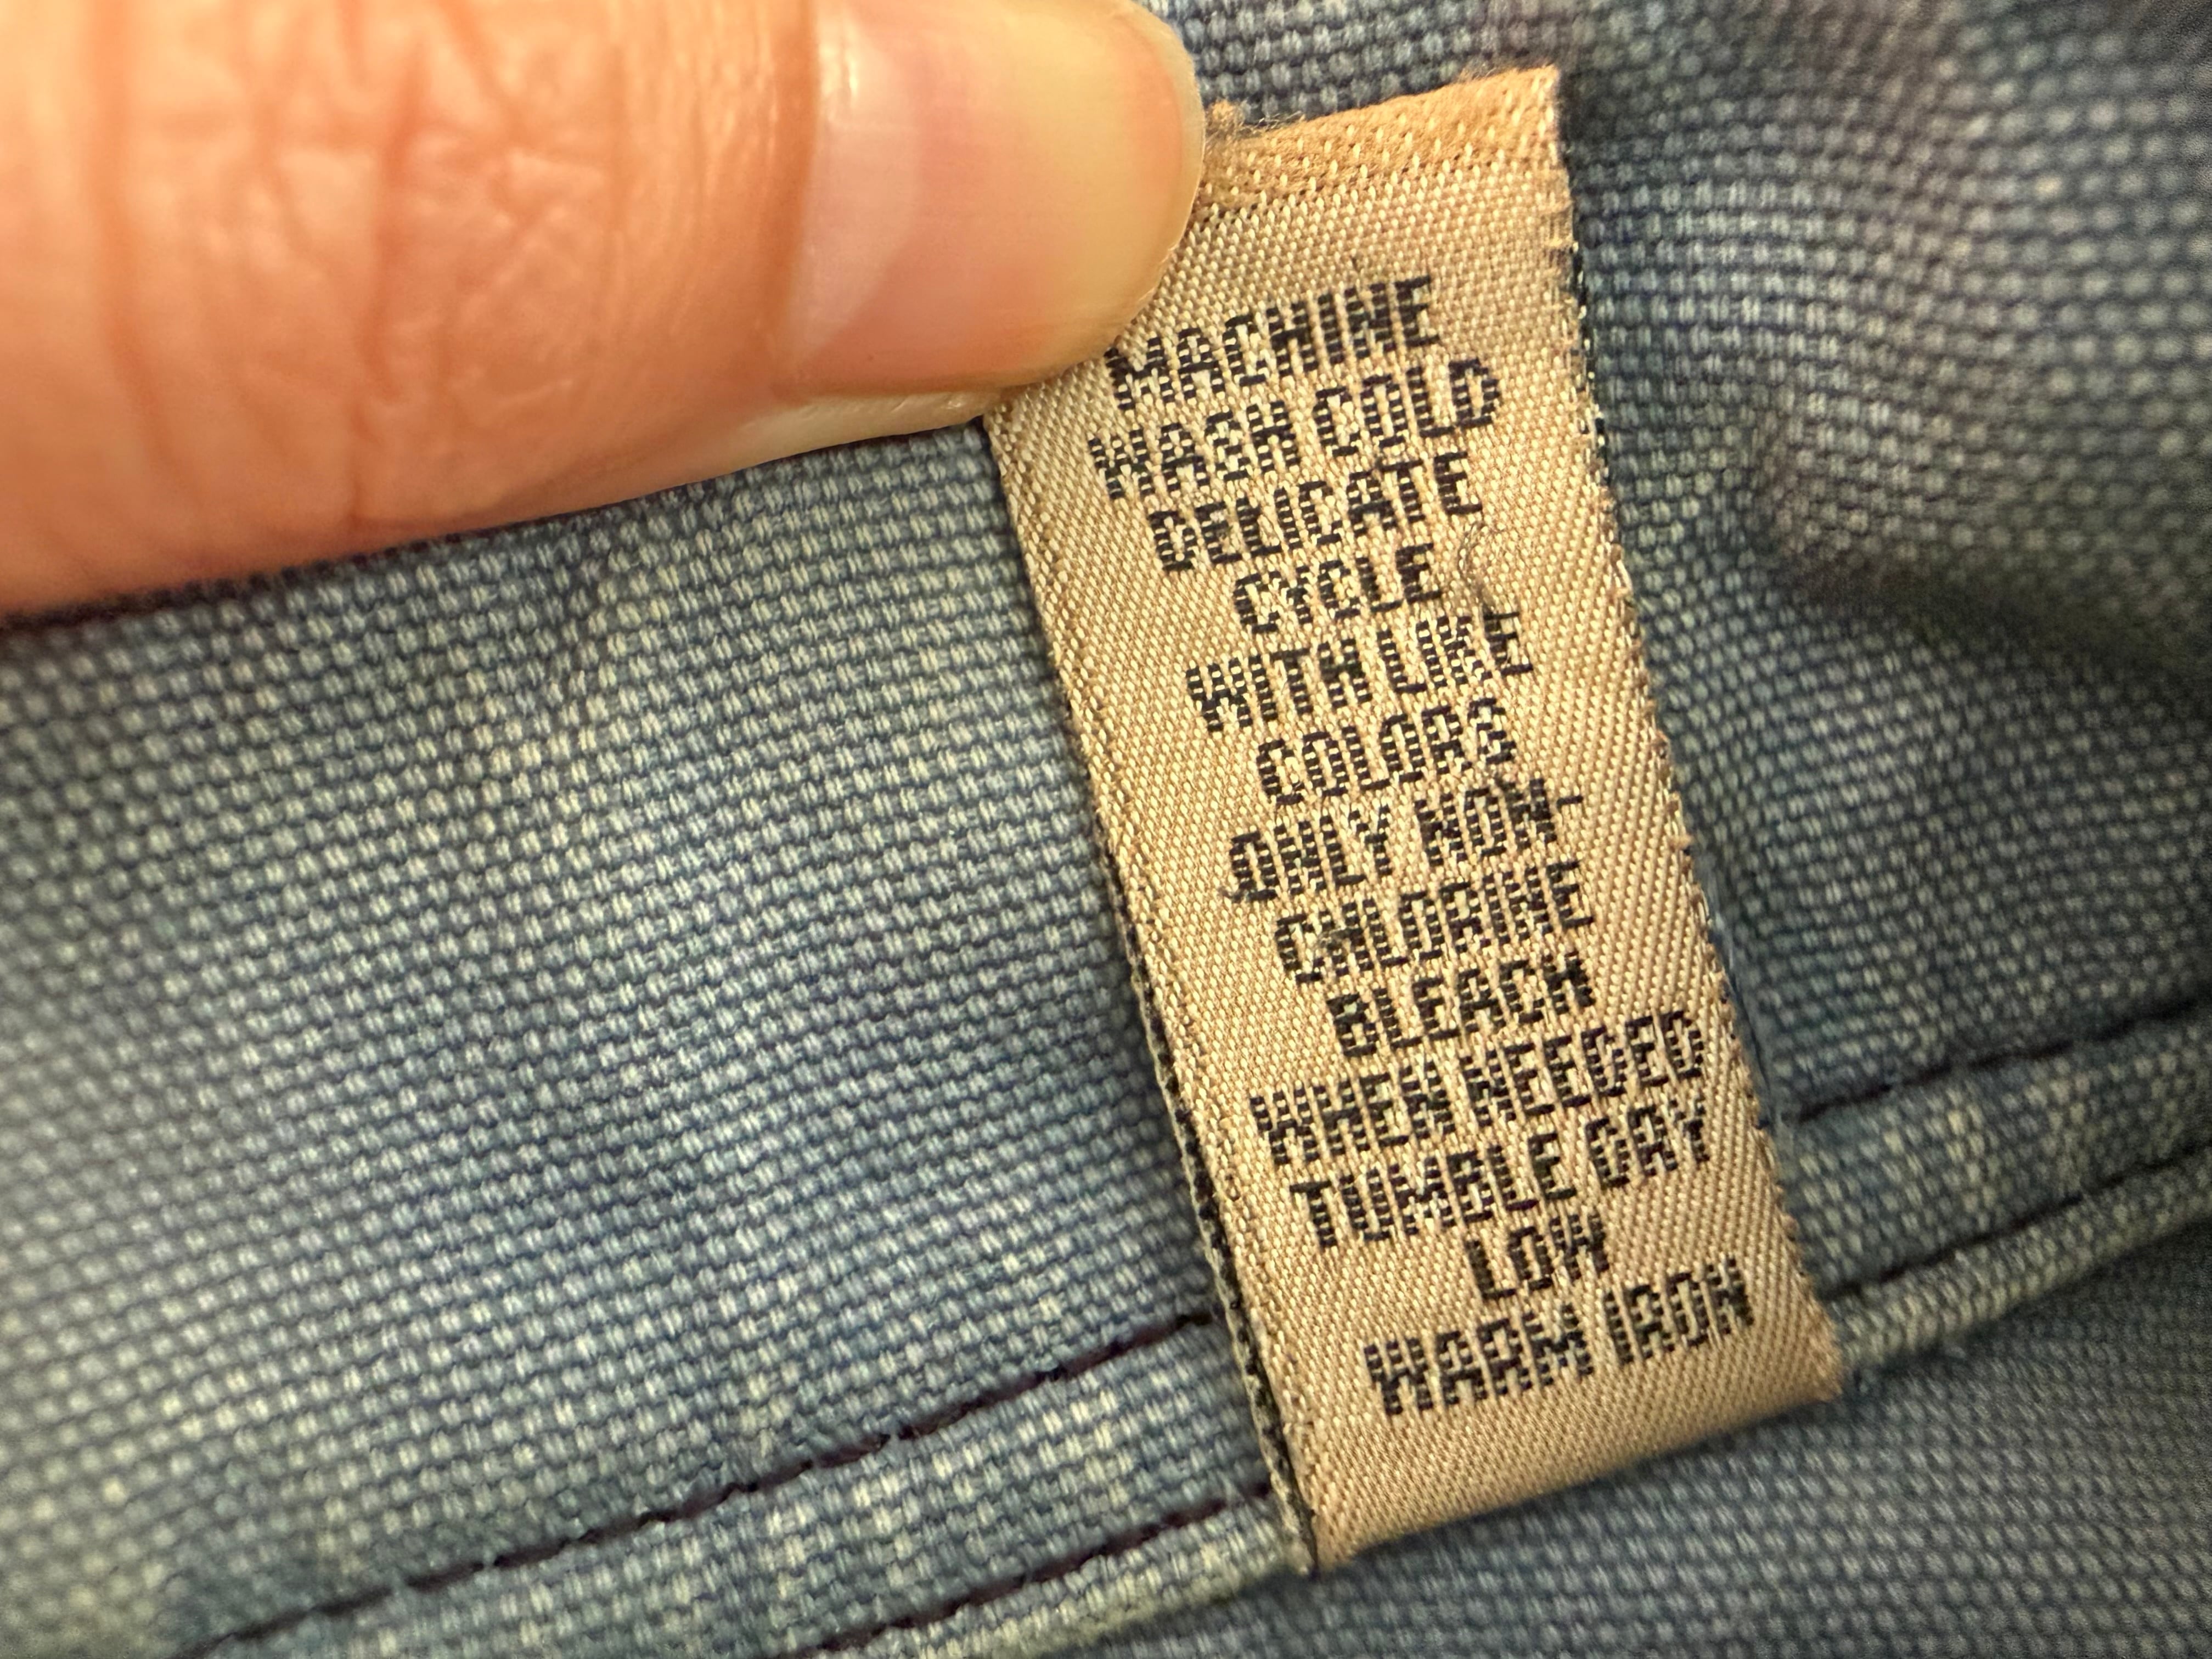 MACHINE
WASH COLD
DELICATE
CYCLE
WITH LIKE
COLORS
ONLY NON-
CHLORINE
BLEACH
WHEN NEEDED
TUMBLE DRY
LOW
WARM IRON